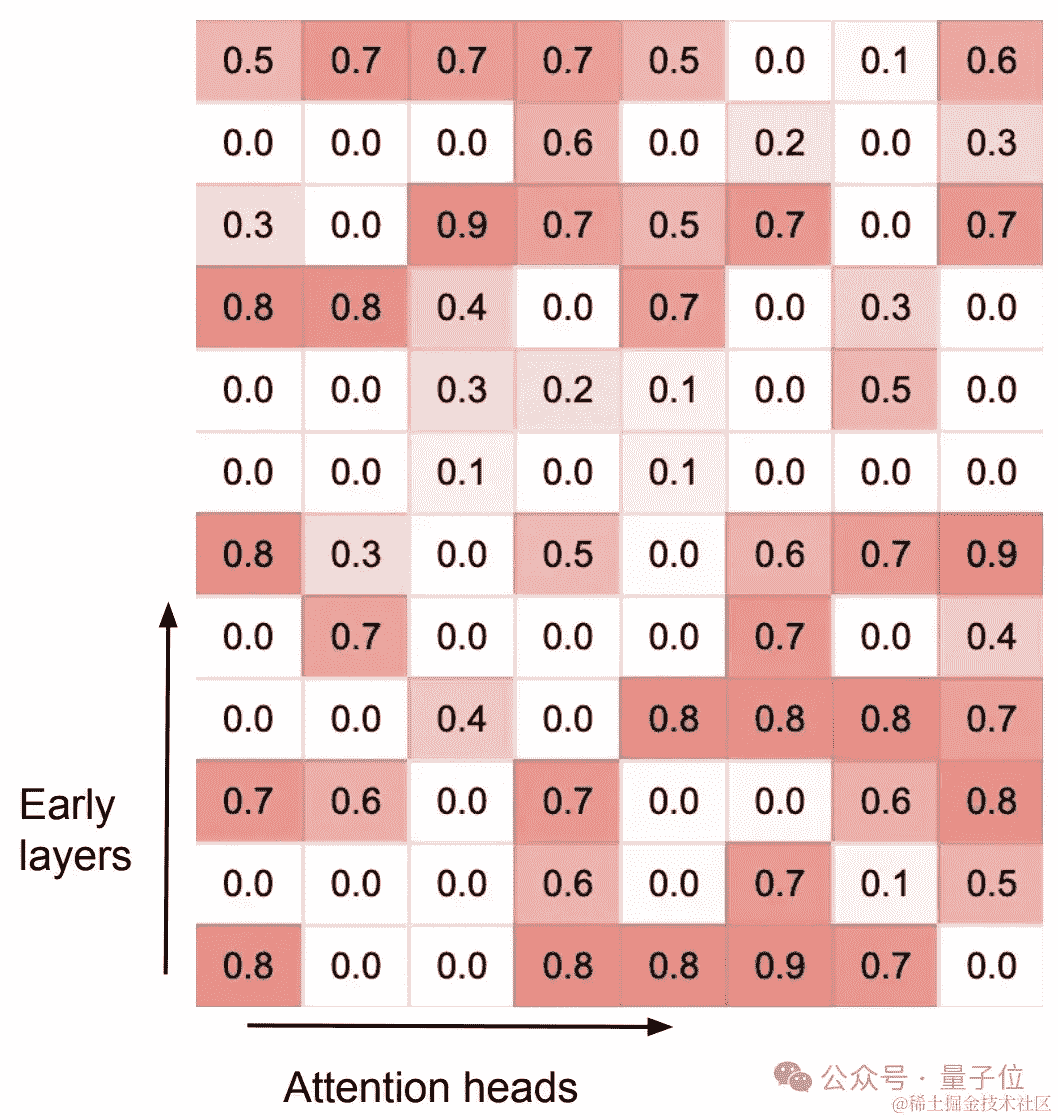 0.5 0.7 0.7 0.7 0.5 0.0 0.1 0.6
0.0 0.0 0.0 0.6 0.0 0.2 0.0 0.3
0.3 0.0 0.9 0.7 0.5 0.7 0.0 0.7
0.8 0.8 0.4 0.0 0.7 0.0 0.3 0.0
0.0 0.0 0.3 0.2 0.1 0.0 0.5 0.0
0.0 0.0 0.1 0.0 0.1 0.0 0.0 0.0
0.8 0.3 0.0 0.5 0.0 0.6 0.7 0.9
0.0 0.7 0.0 0.0 0.0 0.7 0.0 0.4
0.0 0.0 0.4 0.0 0.8 0.8 0.8 0.7
0.7 0.6 0.0 0.7 0.0 0.0 0.6 0.8
0.0 0.0 0.0 0.6 0.0 0.7 0.1 0.5
0.8 0.0 0.0 0.8 0.8 0.9 0.7 0.0
Early
layers
Attention heads
公众号 · 量子位
@稀土掘金技术社区